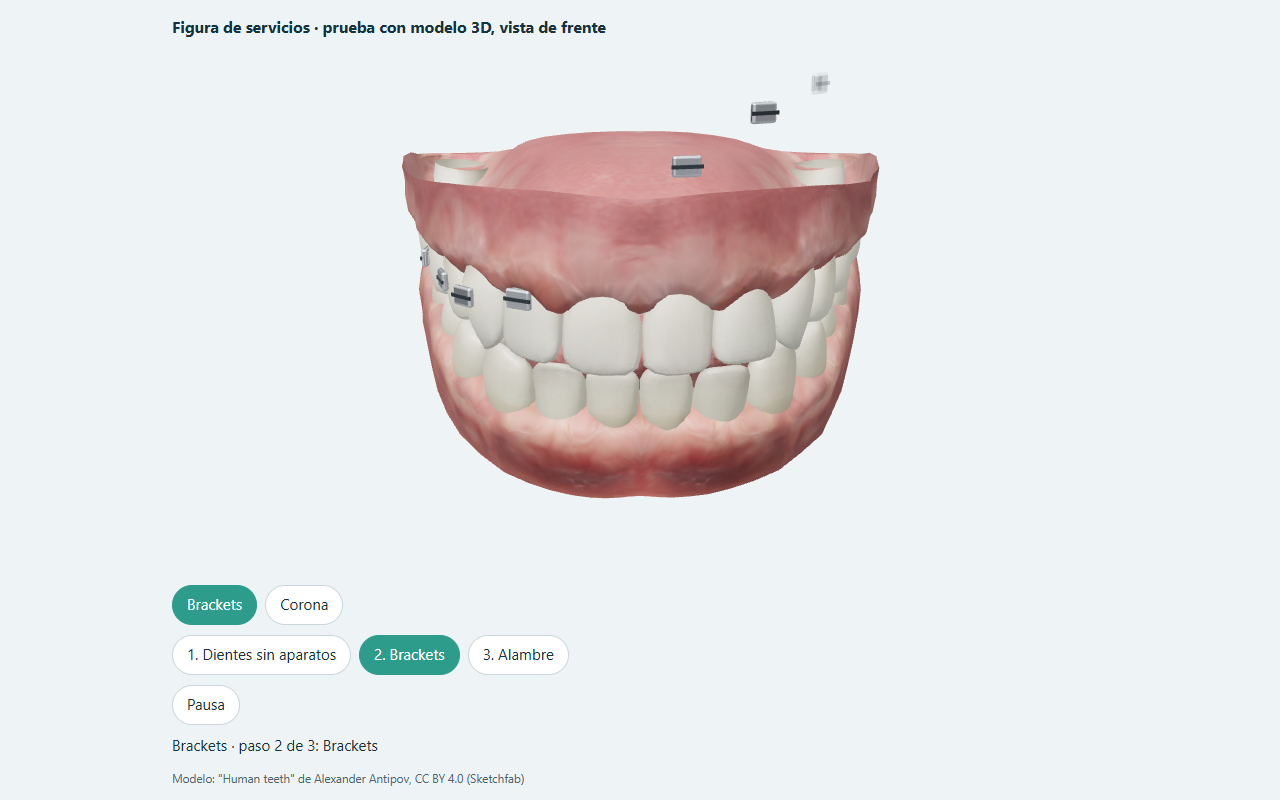 Figura de servicios · prueba con modelo 3D, vista de frente
Brackets
Corona
1. Dientes sin aparatos
2. Brackets
3. Alambre
Pausa
Brackets · paso 2 de 3: Brackets
Modelo: "Human teeth" de Alexander Antipov, CC BY 4.0 (Sketchfab)